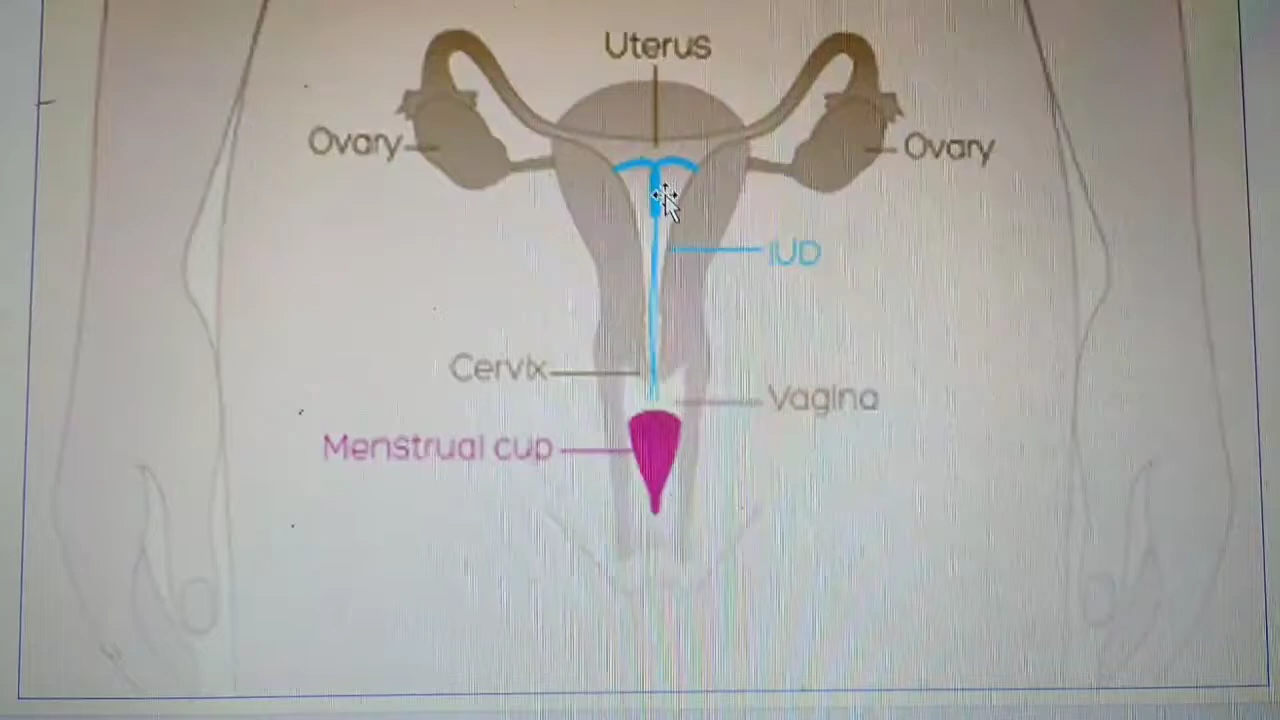 Uterus
Ovary
Ovary
IUD
Cervix
Vagina
Menstrual cup